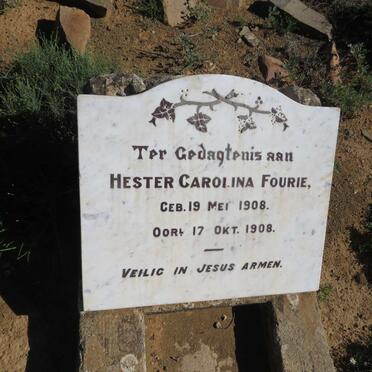 Ter Gedagtenis aan
HESTER CAROLINA FOURIE,
GEB. 19 MEI 1908.
OORL 17 OKT. 1908.
VEILIG IN JESUS ARMEN.